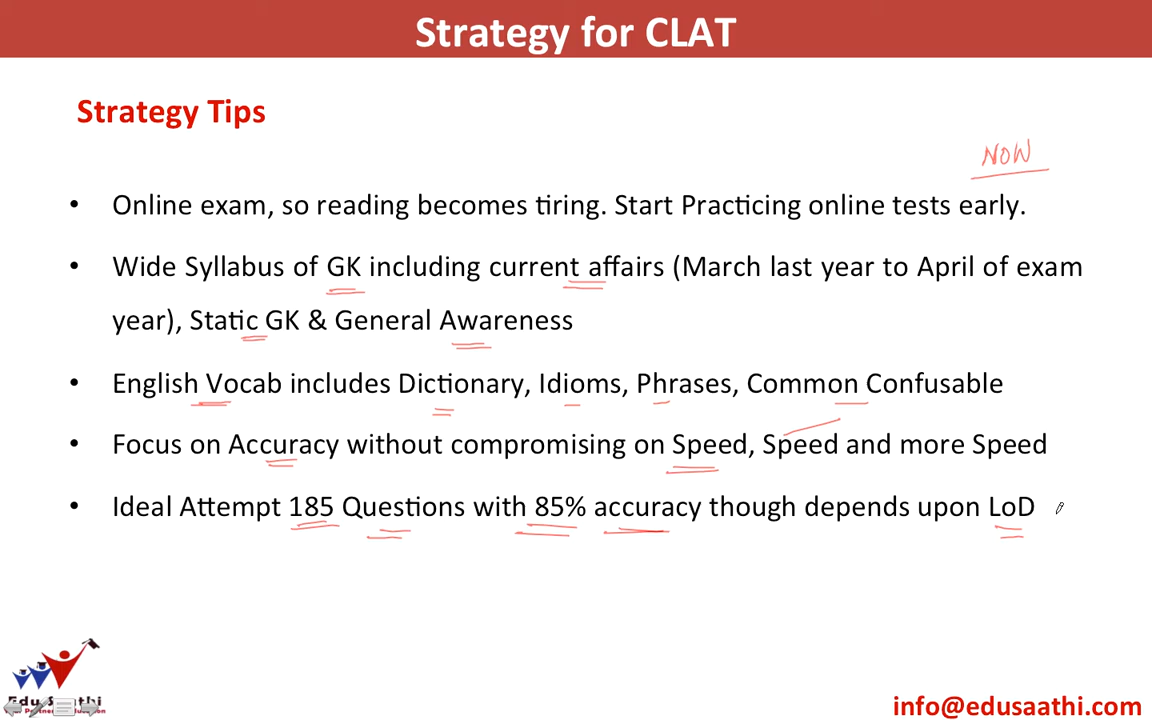 Strategy for CLAT
Strategy Tips
NOW
• Online exam, so reading becomes tiring. Start Practicing online tests early.
• Wide Syllabus of GK including current affairs (March last year to April of exam
year), Static GK & General Awareness
• English Vocab includes Dictionary, Idioms, Phrases, Common Confusable
• Focus on Accuracy without compromising on Speed, Speed and more Speed
• Ideal Attempt 185 Questions with 85% accuracy though depends upon LoD
info@edusaathi.com